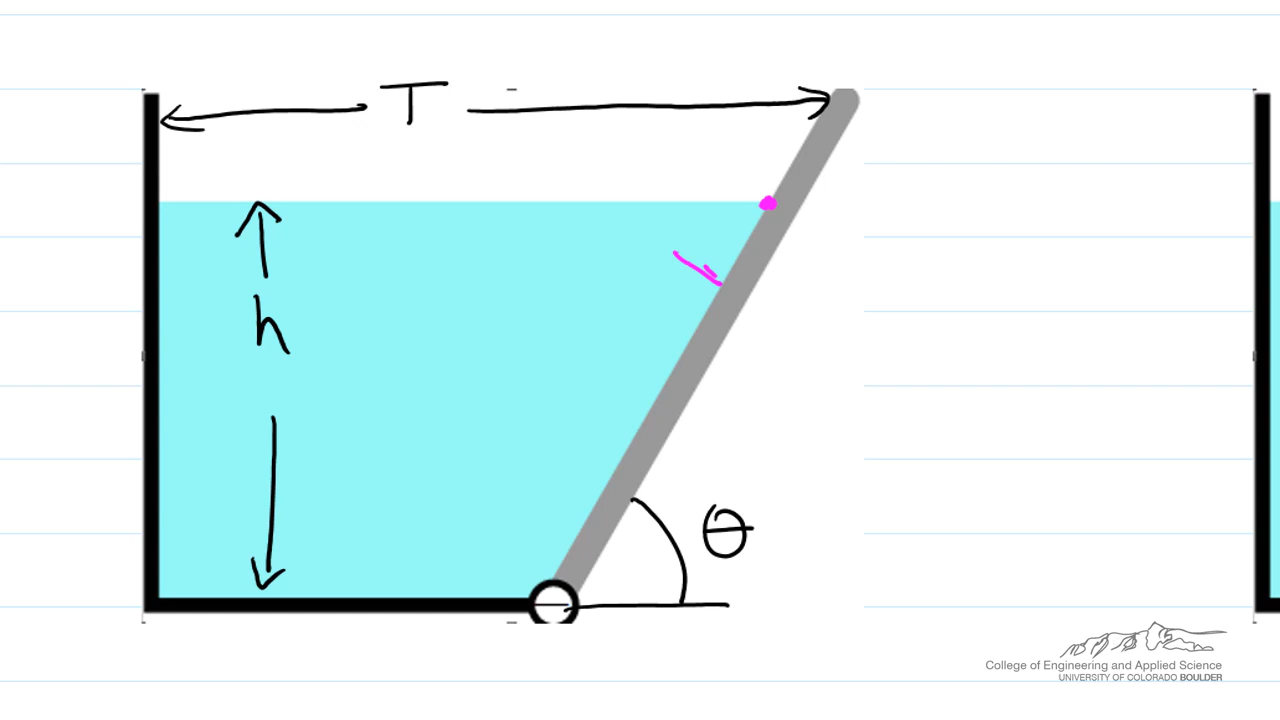 T
h
θ
College of Engineering and Applied Science
UNIVERSITY OF COLORADO BOULDER